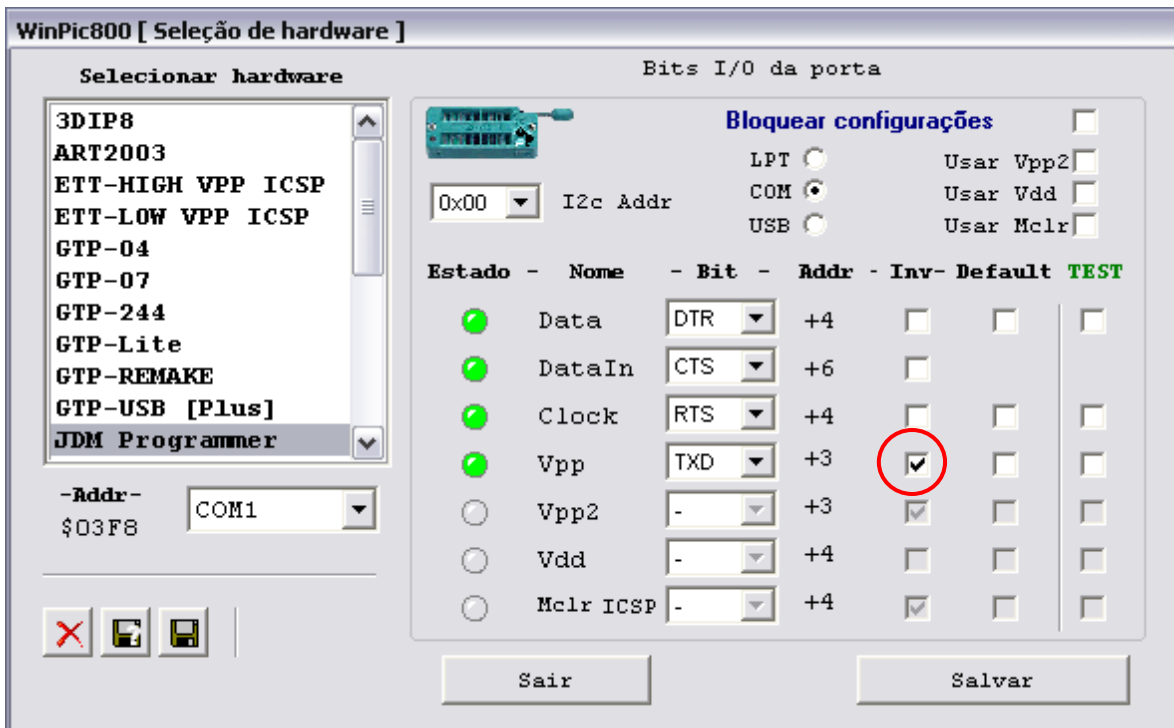 WinPic800 [ Seleção de hardware ]
Selecionar hardware
3DIP8
ART2003
ETT-HIGH VPP ICSP
ETT-LOW VPP ICSP
GTP-04
GTP-07
GTP-244
GTP-Lite
GTP-REMAKE
GTP-USB [Plus]
JDM Programmer
-Addr-
$03F8
COM1
Bits I/O da porta
Bloquear configurações
LPT Usar Vpp2
0x00 I2c Addr COM Usar Vdd
USB Usar Mclr
Estado - Nome - Bit - Addr - Inv- Default TEST
Data DTR +4
DataIn CTS +6
Clock RTS +4
Vpp TXD +3
Vpp2 - +3
Vdd - +4
Mclr ICSP - +4
Sair Salvar